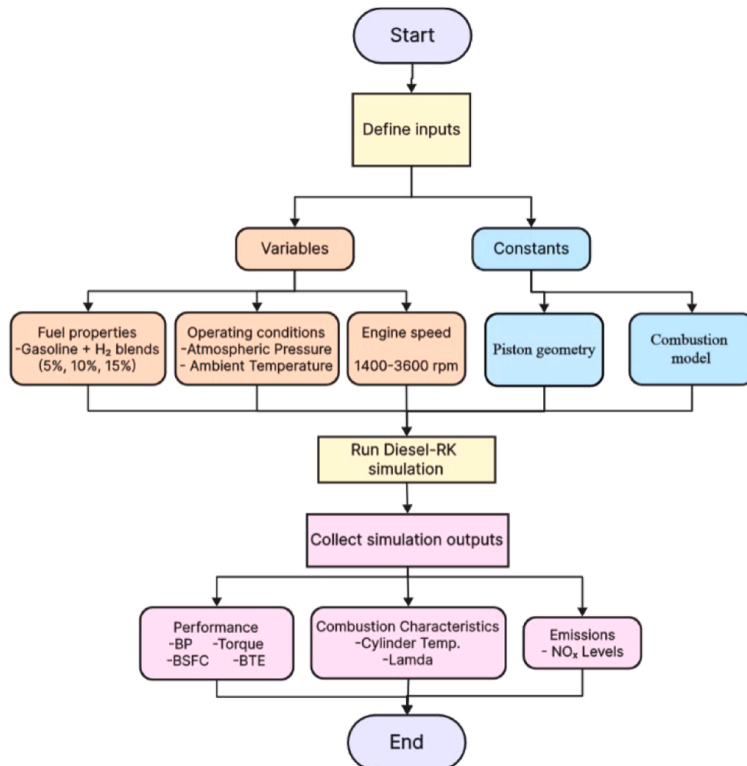 Start
Define inputs
Variables
Constants
Fuel properties
-Gasoline + H₂ blends
(5%, 10%, 15%)
Operating conditions
-Atmospheric Pressure
- Ambient Temperature
Engine speed
1400-3600 rpm
Piston geometry
Combustion
model
Run Diesel-RK
simulation
Collect simulation outputs
Performance
-BP -Torque
-BSFC -BTE
Combustion Characteristics
-Cylinder Temp.
-Lamda
Emissions
- NOₓ Levels
End